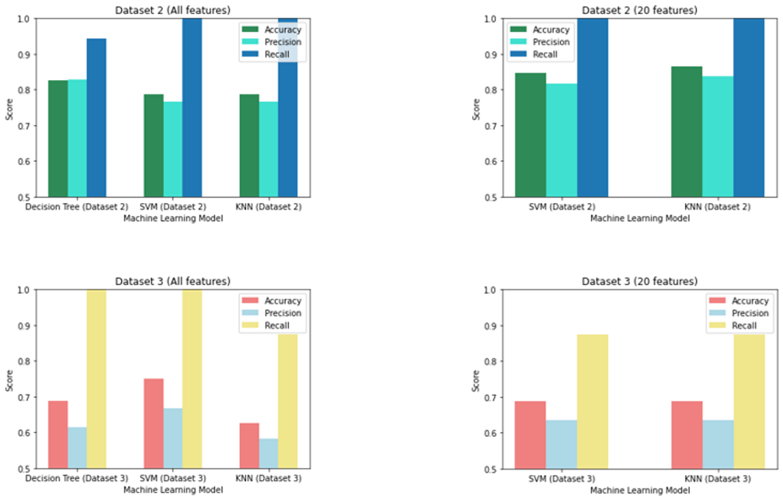 Dataset 2 (All features)
1.0
0.9
0.8
0.7
0.6
0.5
Score
Accuracy
Precision
Recall
Decision Tree (Dataset 2) SVM (Dataset 2) KNN (Dataset 2)
Machine Learning Model
Dataset 2 (20 features)
1.0
0.9
0.8
0.7
0.6
0.5
Score
Accuracy
Precision
Recall
SVM (Dataset 2) KNN (Dataset 2)
Machine Learning Model
Dataset 3 (All features)
1.0
0.9
0.8
0.7
0.6
0.5
Score
Accuracy
Precision
Recall
Decision Tree (Dataset 3) SVM (Dataset 3) KNN (Dataset 3)
Machine Learning Model
Dataset 3 (20 features)
1.0
0.9
0.8
0.7
0.6
0.5
Score
Accuracy
Precision
Recall
SVM (Dataset 3) KNN (Dataset 3)
Machine Learning Model